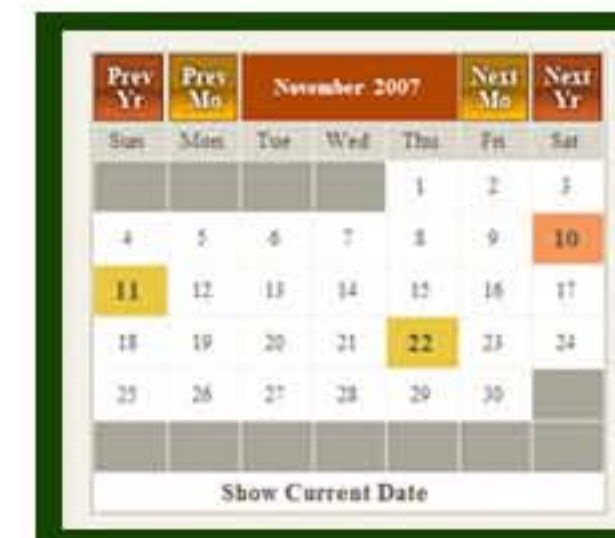 Prev Yr Prev Mo November 2007 Next Mo Next Yr
Sun Mon Tue Wed Thu Fri Sat
1 2 3
4 5 6 7 8 9 10
11 12 13 14 15 16 17
18 19 20 21 22 23 24
25 26 27 28 29 30
Show Current Date